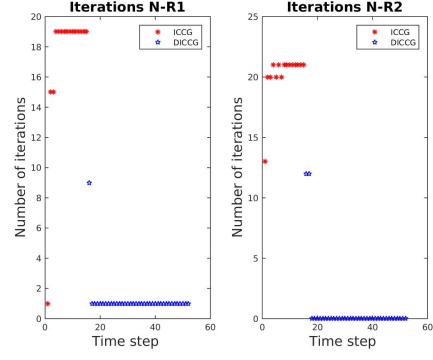 Iterations N-R1
Number of iterations
20
18
16
14
12
10
8
6
4
2
0
0
20
40
60
Time step
ICCG
DICCG
Iterations N-R2
Number of iterations
25
20
15
10
5
0
0
20
40
60
Time step
ICCG
DICCG